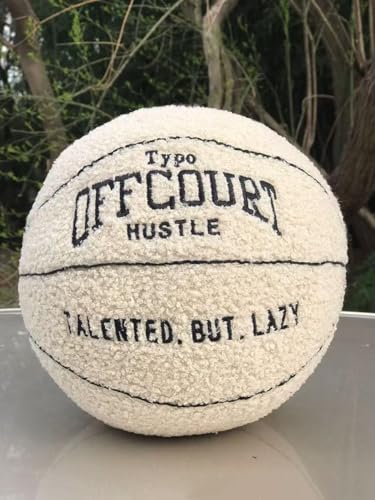 Typo
OFFCOURT
HUSTLE
TALENTED. BUT. LAZY